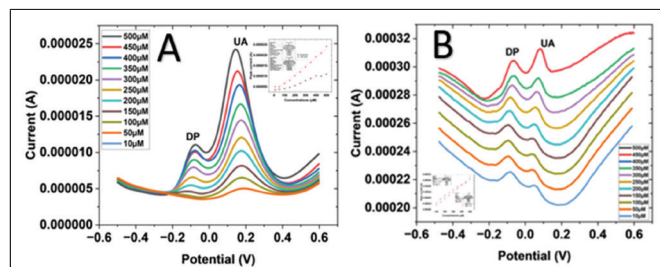 A
DP
UA
500µM
450µM
400µM
350µM
300µM
250µM
200µM
150µM
100µM
50µM
10µM
Current (A)
0.000025
0.000020
0.000015
0.000010
0.000005
0.000000
−0.6 −0.4 −0.2 0.0 0.2 0.4 0.6
Potential (V)
B
DP
UA
500µM
450µM
400µM
350µM
300µM
250µM
200µM
150µM
100µM
50µM
10µM
Current (A)
0.00032
0.00030
0.00028
0.00026
0.00024
0.00022
0.00020
−0.6 −0.4 −0.2 0.0 0.2 0.4 0.6
Potential (V)